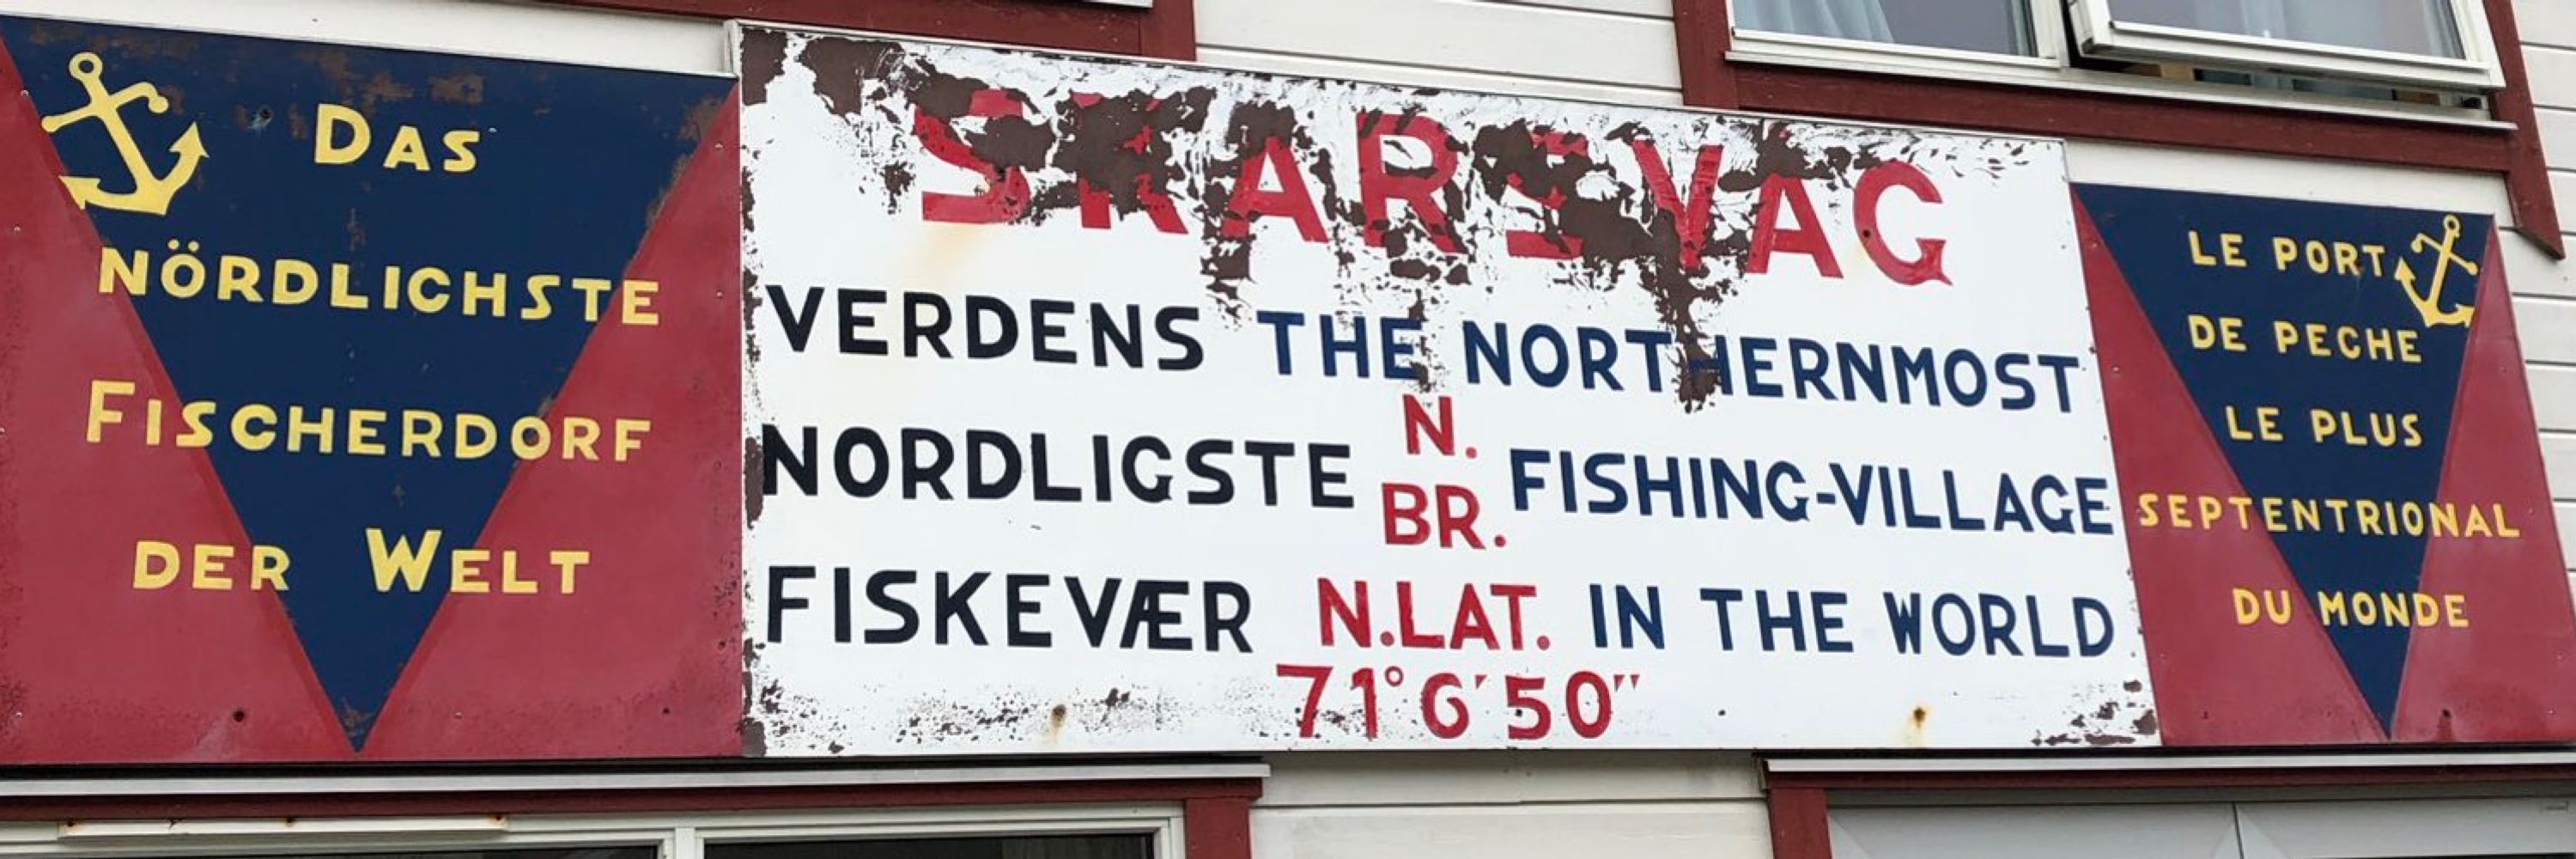 Das
nördlichste
Fischerdorf
der Welt
SKARSVAG
VERDENS
NORDLIGSTE
FISKEVÆR
N.
BR.
N.LAT.
71° 6' 50"
THE NORTHERNMOST
FISHING-VILLAGE
IN THE WORLD
LE PORT
DE PECHE
LE PLUS
SEPTENTRIONAL
DU MONDE